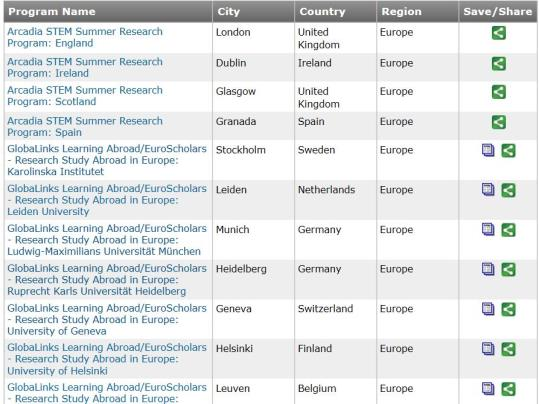 Program Name City Country Region Save/Share
Arcadia STEM Summer Research London United Europe
Program: England Kingdom
Arcadia STEM Summer Research Dublin Ireland Europe
Program: Ireland
Arcadia STEM Summer Research Glasgow United Europe
Program: Scotland Kingdom
Arcadia STEM Summer Research Granada Spain Europe
Program: Spain
GlobaLinks Learning Abroad/EuroScholars Stockholm Sweden Europe
- Research Study Abroad in Europe:
Karolinska Institutet
GlobaLinks Learning Abroad/EuroScholars Leiden Netherlands Europe
- Research Study Abroad in Europe:
Leiden University
GlobaLinks Learning Abroad/EuroScholars Munich Germany Europe
- Research Study Abroad in Europe:
Ludwig-Maximilians Universität München
GlobaLinks Learning Abroad/EuroScholars Heidelberg Germany Europe
- Research Study Abroad in Europe:
Ruprecht Karls Universität Heidelberg
GlobaLinks Learning Abroad/EuroScholars Geneva Switzerland Europe
- Research Study Abroad in Europe:
University of Geneva
GlobaLinks Learning Abroad/EuroScholars Helsinki Finland Europe
- Research Study Abroad in Europe:
University of Helsinki
GlobaLinks Learning Abroad/EuroScholars Leuven Belgium Europe
- Research Study Abroad in Europe: